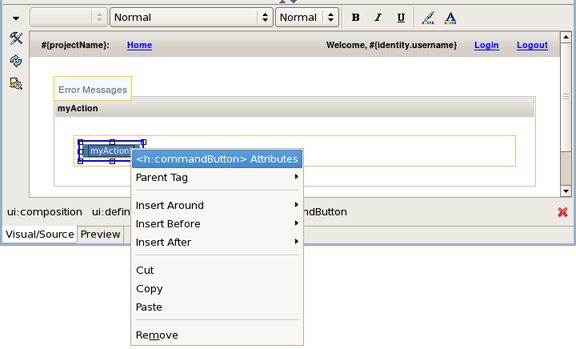 Normal Normal B I U A
#{projectName}: Home Welcome, #{identity.username} Login Logout
Error Messages
myAction
myAction
<h:commandButton> Attributes
Parent Tag
Insert Around
Insert Before
Insert After
Cut
Copy
Paste
Remove
ui:composition ui:defin ndButton
Visual/Source Preview